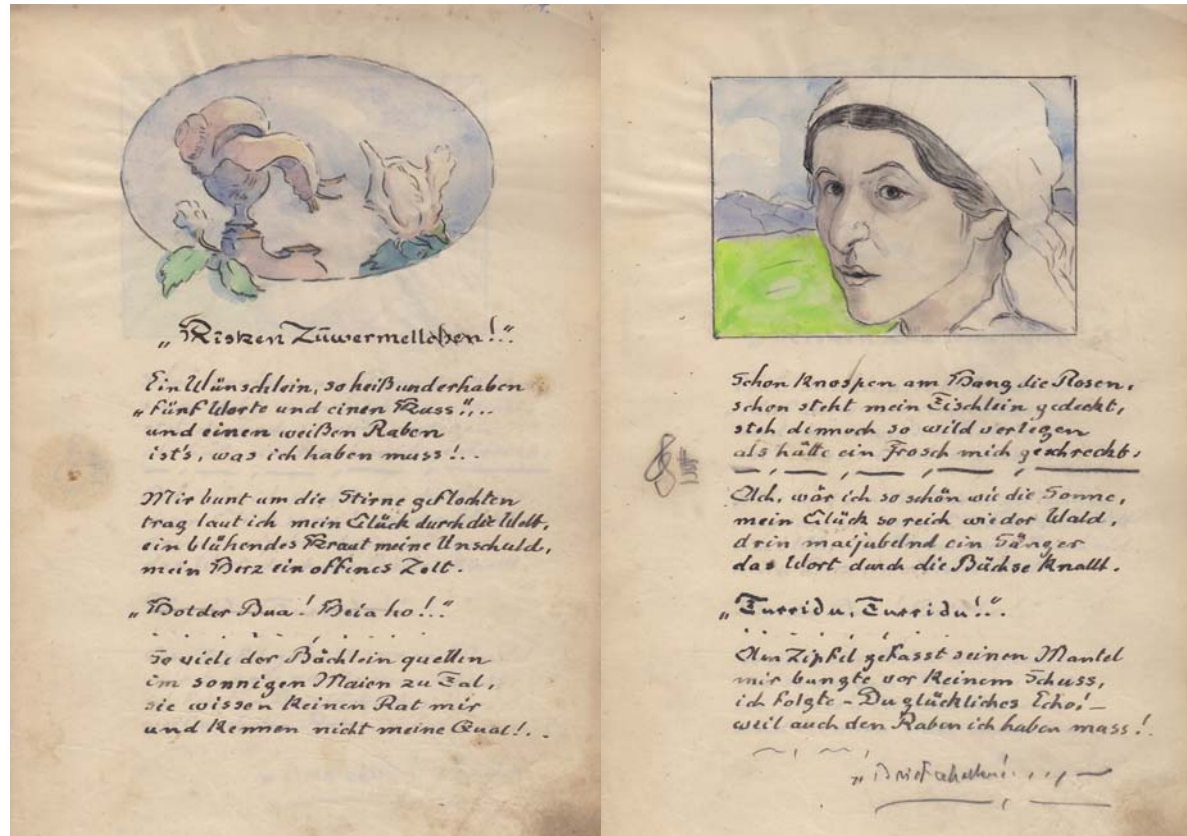 „Risken Zuwermellchen!“.
Ein Wünschlein, so heiß und erhaben
„Fünf Worte und einen Kuss“,..
und einen weißen Raben
ist's, was ich haben muss!..
Mir bunt um die Stirne geflochten
trag laut ich mein Glück durch die Welt,
ein blühendes Kraut meine Unschuld,
mein Herz ein offenes Zelt.
„Hotder Bua! Heia ho!.“
So viele der Bächlein quellen
im sonnigen Maien zu Tal,
sie wissen keinen Rat mir
und kennen nicht meine Qual!..
Schon knospen am Hang die Rosen,
schon steht mein Tischlein gedeckt,
steh dennoch so wild verlegen
als hätte ein Frosch mich geschreckt.
Ach, wär ich so schön wie die Sonne,
mein Glück so reich wie der Wald,
drin maijubelnd ein Sänger
das Wort durch die Büchse knallt.
„Turridu, Turridu!“.
Am Zipfel gefasst seinen Mantel
mir bangte vor keinem Schuss,
ich folgte – Du glückliches Echo! –
weil auch den Raben ich haben muss!.